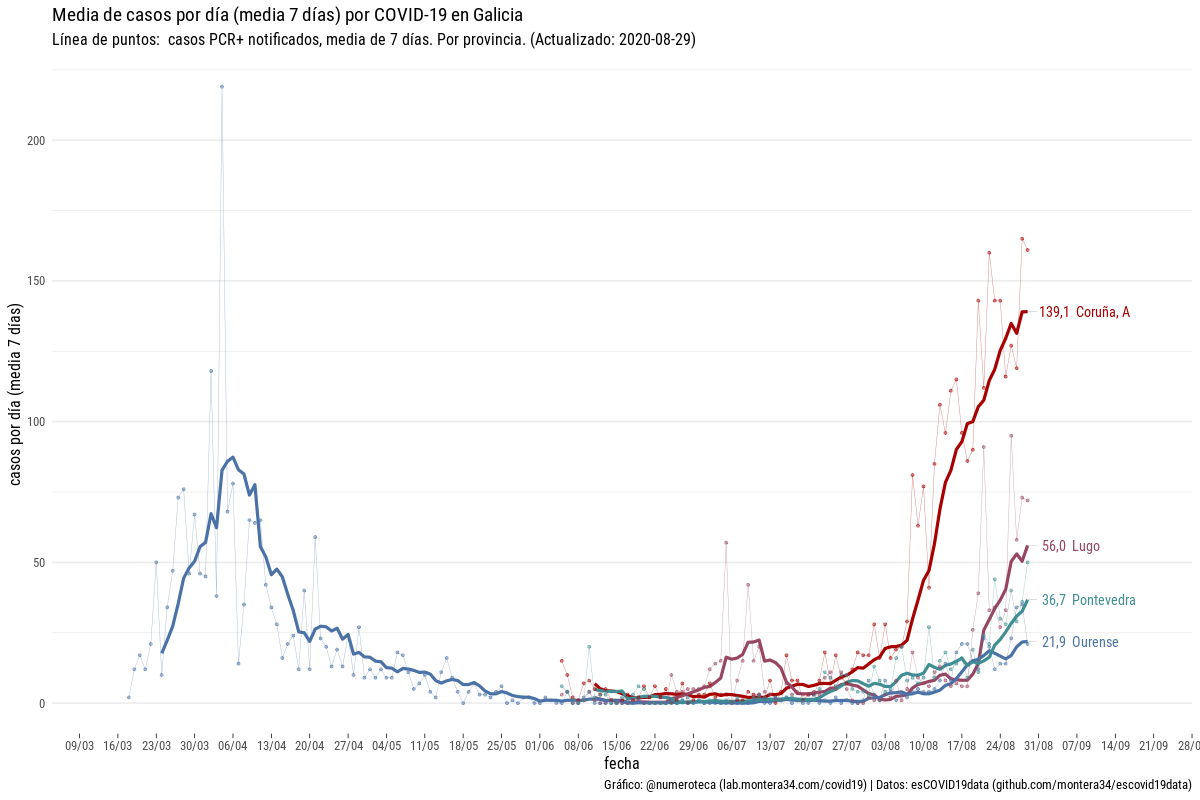 Media de casos por día (media 7 días) por COVID-19 en Galicia
Línea de puntos:  casos PCR+ notificados, media de 7 días. Por provincia. (Actualizado: 2020-08-29)
casos por día (media 7 días)
200
150
100
50
0
139,1 Coruña, A
56,0 Lugo
36,7 Pontevedra
21,9 Ourense
09/03 16/03 23/03 30/03 06/04 13/04 20/04 27/04 04/05 11/05 18/05 25/05 01/06 08/06 15/06 22/06 29/06 06/07 13/07 20/07 27/07 03/08 10/08 17/08 24/08 31/08 07/09 14/09 21/09 28/0
fecha
Gráfico: @numeroteca (lab.montera34.com/covid19) | Datos: esCOVID19data (github.com/montera34/escovid19data)